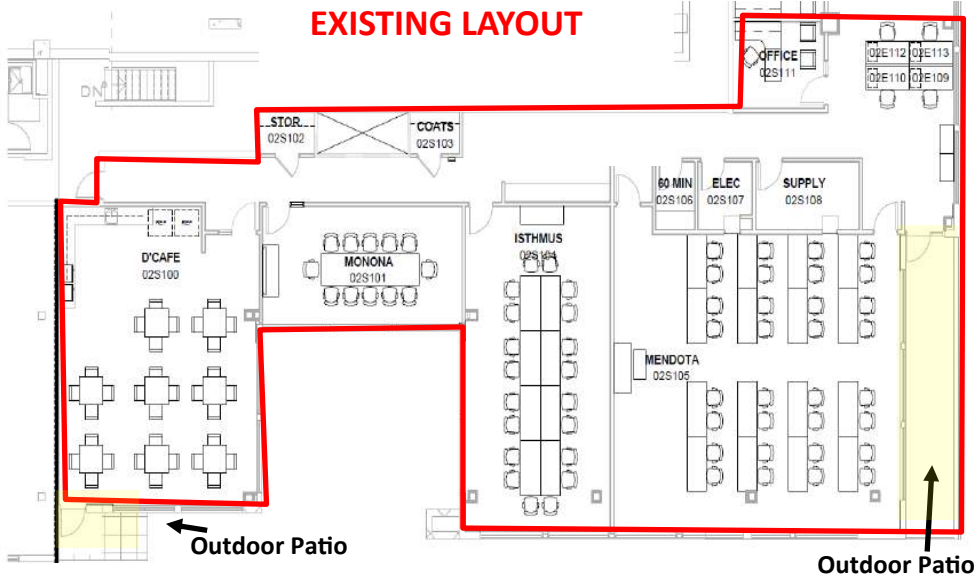 EXISTING LAYOUT
OFFICE
02S111
02E112
02E113
02E110
02E109
DN
STOR.
02S102
COATS
02S103
60 MIN
02S106
ELEC
02S107
SUPPLY
02S108
D'CAFE
02S100
MONONA
02S101
ISTHMUS
02S104
MENDOTA
02S105
Outdoor Patio
Outdoor Patio